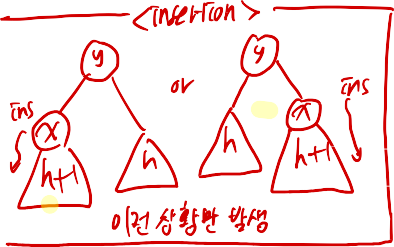 <insertion>
y y
or
ins x x ins
h+1 h h h+1
이런 상황만 발생